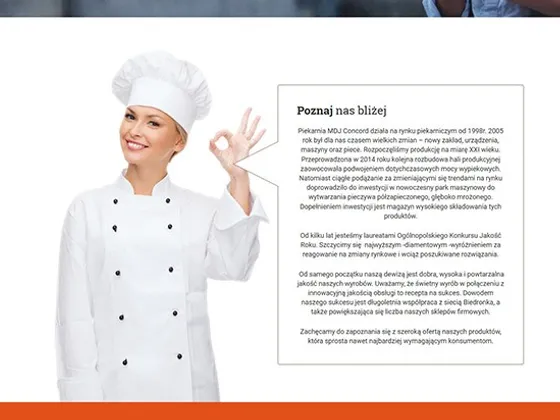 Poznaj nas bliżej
Piekarnia MDJ Concord działa na rynku piekarniczym od 1998r. 2005
rok był dla nas czasem wielkich zmian – nowy zakład, urządzenia,
maszyny oraz piece. Rozpoczęliśmy produkcję na miarę XXI wieku.
Przeprowadzona w 2014 roku kolejna rozbudowa hali produkcyjnej
zaowocowała podwojeniem dotychczasowych mocy wypiekowych.
Natomiast ciągłe podążanie za zmieniającymi się trendami na rynku
doprowadziło do inwestycji w nowoczesny park maszynowy do
wytwarzania pieczywa półzapiecznego, głęboko mrożonego.
Dopełnieniem inwestycji jest magazyn wysokiego składowania tych
produktów.
Od kilku lat jesteśmy laureatami Ogólnopolskiego Konkursu Jakość
Roku. Szczycimy się najwyższym -diamentowym -wyróżnieniem za
reagowanie na zmiany rynkowe i wciąż poszukiwane rozwiązania.
Od samego początku naszą dewizą jest dobra, wysoka i powtarzalna
jakość naszych wyrobów. Uważamy, że świetny wyrób w połączeniu z
innowacyjną jakością obsługi to recepta na sukces. Dowodem
naszego sukcesu jest długoletnia współpraca z siecią Biedronka, a
także powiększająca się liczba naszych sklepów firmowych.
Zachęcamy do zapoznania się z szeroką ofertą naszych produktów,
która sprosta nawet najbardziej wymagającym konsumentom.